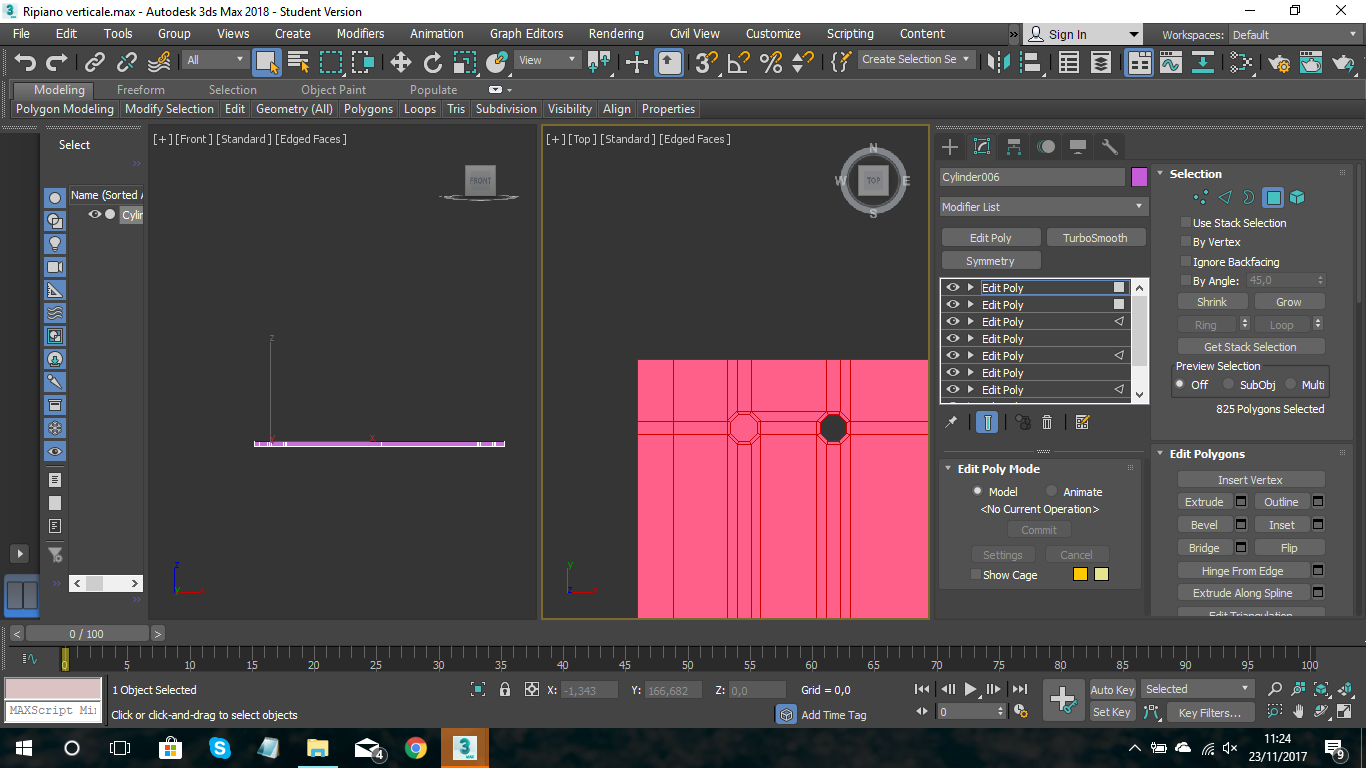 Ripiano verticale.max - Autodesk 3ds Max 2018 - Student Version
File Edit Tools Group Views Create Modifiers Animation Graph Editors Rendering Civil View Customize Scripting Content » Sign In Workspaces: Default
All View Create Selection Se
Modeling Freeform Selection Object Paint Populate
Polygon Modeling Modify Selection Edit Geometry (All) Polygons Loops Tris Subdivision Visibility Align Properties
Select
Name (Sorted A
Cylin
[+] [Front ] [Standard ] [Edged Faces ]
FRONT
z
x
z
y x
[+] [Top ] [Standard ] [Edged Faces ]
N
W TOP E
S
y
z x
Cylinder006
Modifier List
Edit Poly TurboSmooth
Symmetry
Edit Poly
Edit Poly
Edit Poly
Edit Poly
Edit Poly
Edit Poly
Edit Poly
Edit Poly Mode
Model Animate
<No Current Operation>
Commit
Settings Cancel
Show Cage
Selection
Use Stack Selection
By Vertex
Ignore Backfacing
By Angle: 45,0
Shrink Grow
Ring Loop
Get Stack Selection
Preview Selection
Off SubObj Multi
825 Polygons Selected
Edit Polygons
Insert Vertex
Extrude Outline
Bevel Inset
Bridge Flip
Hinge From Edge
Extrude Along Spline
Edit Triangulation
< 0 / 100 >
0 5 10 15 20 25 30 35 40 45 50 55 60 65 70 75 80 85 90 95 100
1 Object Selected X: -1,343 Y: 166,682 Z: 0,0 Grid = 0,0 Auto Key Selected
MAXScript Min Click or click-and-drag to select objects Add Time Tag 0 Set Key Key Filters...
4
3
MAX
11:24
23/11/2017
9